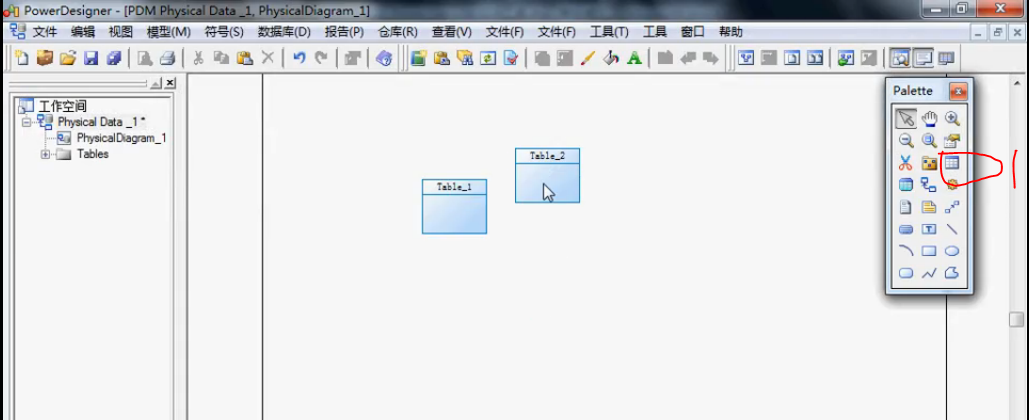 PowerDesigner - [PDM Physical Data _1, PhysicalDiagram_1]
文件 编辑 视图 模型(M) 符号(S) 数据库(D) 报告(P) 仓库(R) 查看(V) 文件(F) 文件(F) 工具(T) 工具 窗口 帮助
工作空间
Physical Data _1 *
PhysicalDiagram_1
Tables
Table_1
Table_2
Palette
1